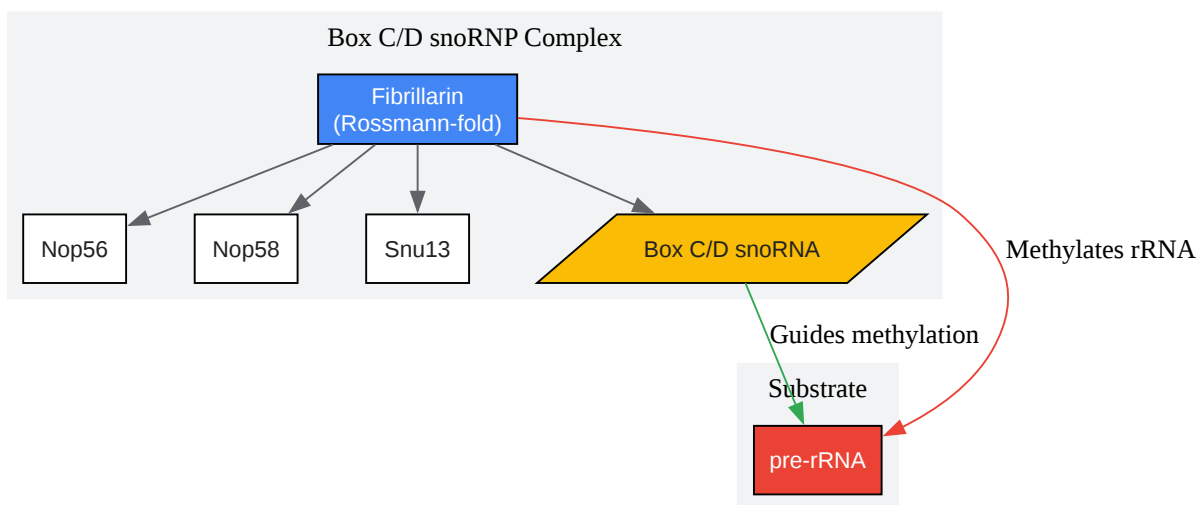 Box C/D snoRNP Complex
Fibrillarin
(Rossmann-fold)
Nop56
Nop58
Snu13
Box C/D snoRNA
Methylates rRNA
Guides methylation
Substrate
pre-rRNA